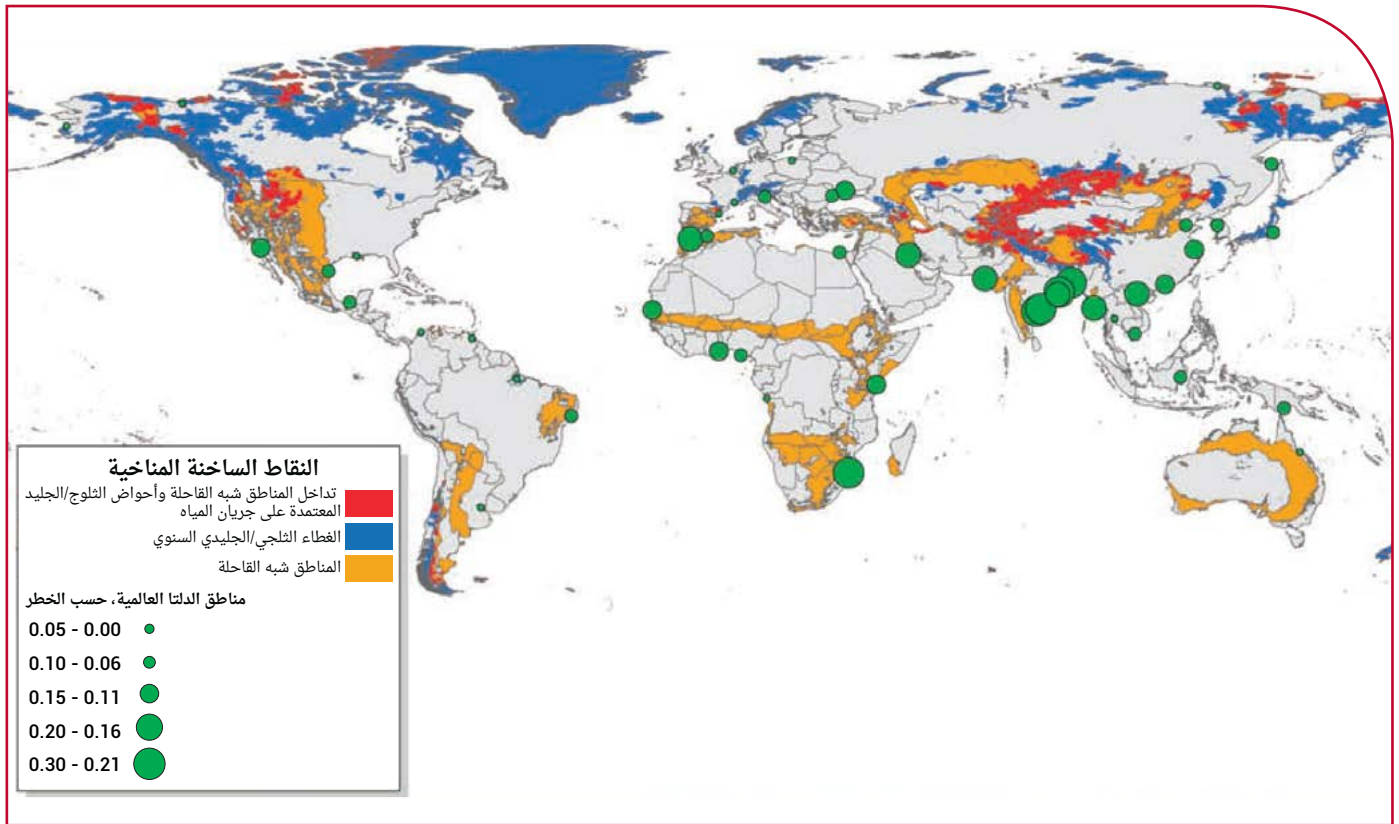 النقاط الساخنة المناخية
تداخل المناطق شبه القاحلة وأحواض الثلوج/الجليد
المعتمدة على جريان المياه
الغطاء الثلجي/الجليدي السنوي
المناطق شبه القاحلة
مناطق الدلتا العالمية، حسب الخطر
0.05 - 0.00
0.10 - 0.06
0.15 - 0.11
0.20 - 0.16
0.30 - 0.21